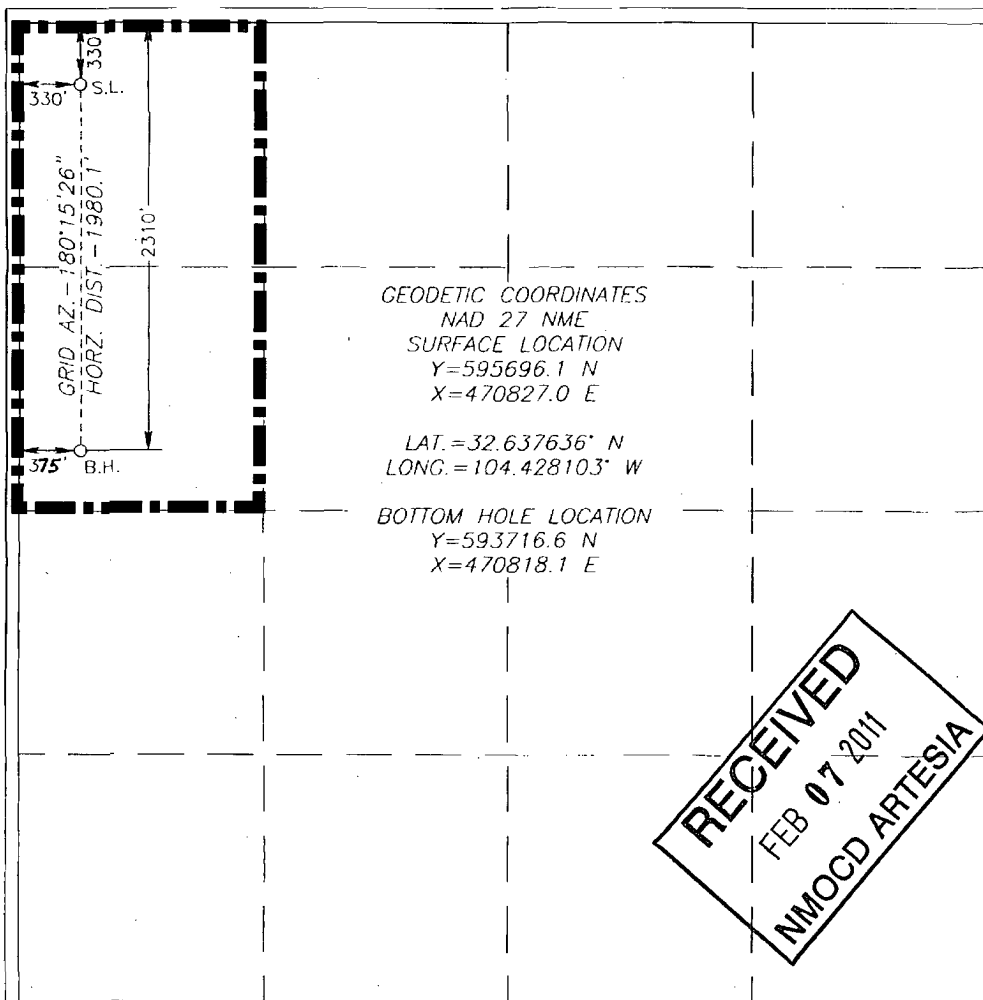 330'
330'
S.L.
GRID AZ.-180°15'26"
HORZ. DIST.-1980.1'
2310'
375' B.H.
GEODETIC COORDINATES
NAD 27 NME
SURFACE LOCATION
Y=595696.1 N
X=470827.0 E
LAT.=32.637636° N
LONG.=104.428103° W
BOTTOM HOLE LOCATION
Y=593716.6 N
X=470818.1 E
RECEIVED
FEB 07 2011
NMOCD ARTESIA